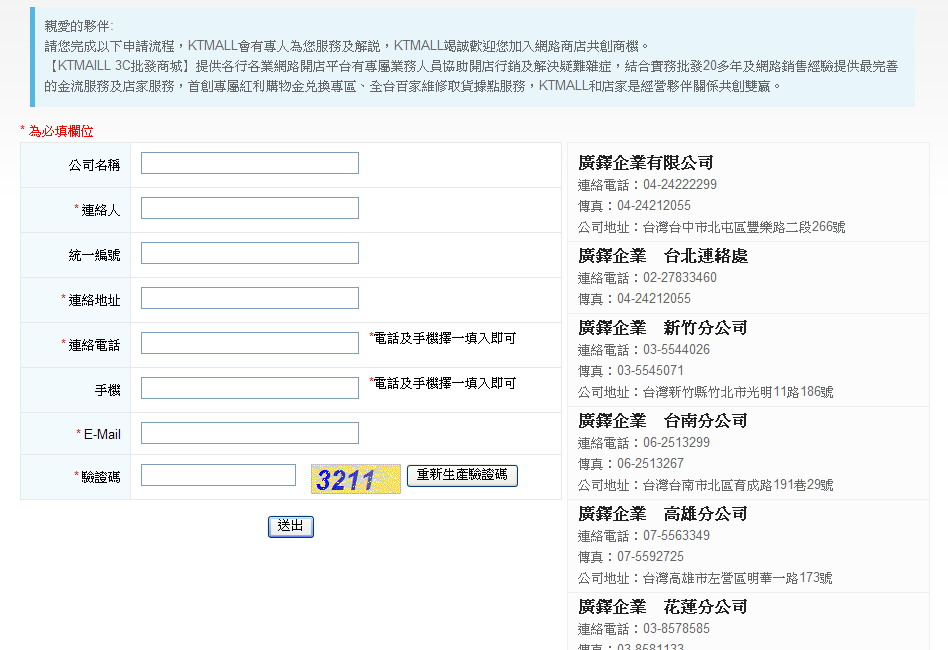 親愛的夥伴:
請您完成以下申請流程，KTMALL會有專人為您服務及解說，KTMALL竭誠歡迎您加入網路商店共創商機。
【KTMAILL 3C批發商城】提供各行各業網路開店平台有專屬業務人員協助開店行銷及解決疑難雜症，結合實務批發20多年及網路銷售經驗提供最完善
的金流服務及店家服務，首創專屬紅利購物金兌換專區、全台百家維修取貨據點服務，KTMALL和店家是經營夥伴關係共創雙贏。
* 為必填欄位
公司名稱
*連絡人
統一編號
*連絡地址
*連絡電話 *電話及手機擇一填入即可
手機 *電話及手機擇一填入即可
* E-Mail
*驗證碼 3211 重新生產驗證碼
送出
廣鐸企業有限公司
連絡電話：04-24222299
傳真：04-24212055
公司地址：台灣台中市北屯區豐樂路二段266號
廣鐸企業　台北連絡處
連絡電話：02-27833460
傳真：04-24212055
廣鐸企業　新竹分公司
連絡電話：03-5544026
傳真：03-5545071
公司地址：台灣新竹縣竹北市光明11路186號
廣鐸企業　台南分公司
連絡電話：06-2513299
傳真：06-2513267
公司地址：台灣台南市北區育成路191巷29號
廣鐸企業　高雄分公司
連絡電話：07-5563349
傳真：07-5592725
公司地址：台灣高雄市左營區明華一路173號
廣鐸企業　花蓮分公司
連絡電話：03-8578585
傳真：03-8581133